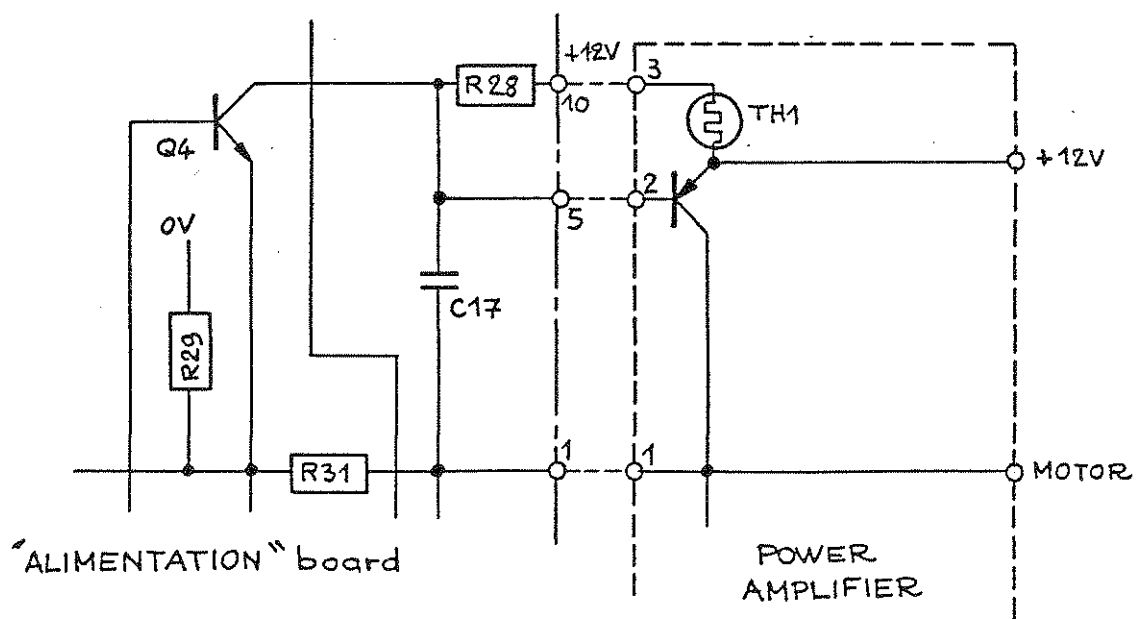 +12V
R28
10
3
TH1
Q4
+12V
2
5
0V
C17
R29
R31
1
1
MOTOR
"ALIMENTATION" board
POWER
AMPLIFIER